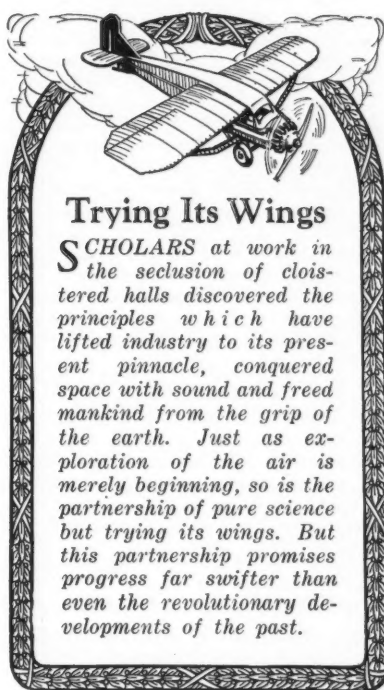 Trying Its Wings
SCHOLARS at work in
the seclusion of clois-
tered halls discovered the
principles which have
lifted industry to its pres-
ent pinnacle, conquered
space with sound and freed
mankind from the grip of
the earth. Just as ex-
ploration of the air is
merely beginning, so is the
partnership of pure science
but trying its wings. But
this partnership promises
progress far swifter than
even the revolutionary de-
velopments of the past.